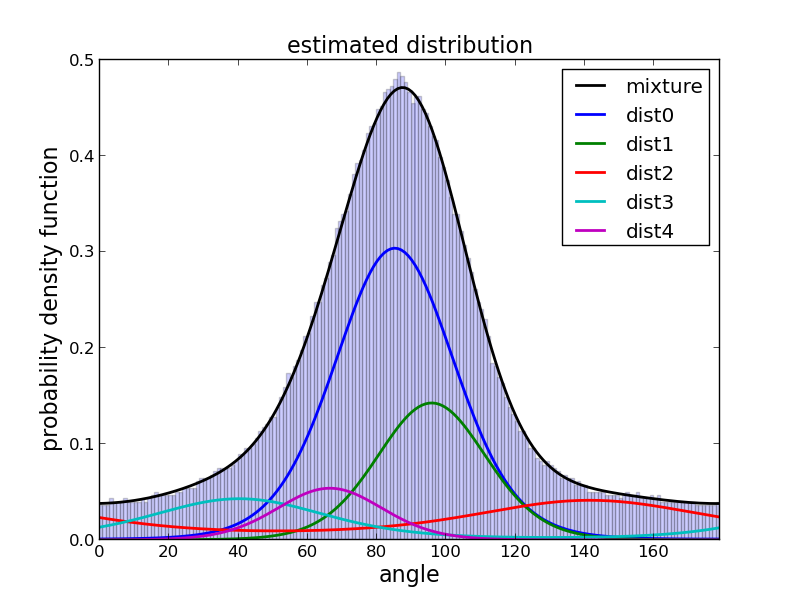 estimated distribution
probability density function
0.5
0.4
0.3
0.2
0.1
0.0
mixture
dist0
dist1
dist2
dist3
dist4
0 20 40 60 80 100 120 140 160
angle